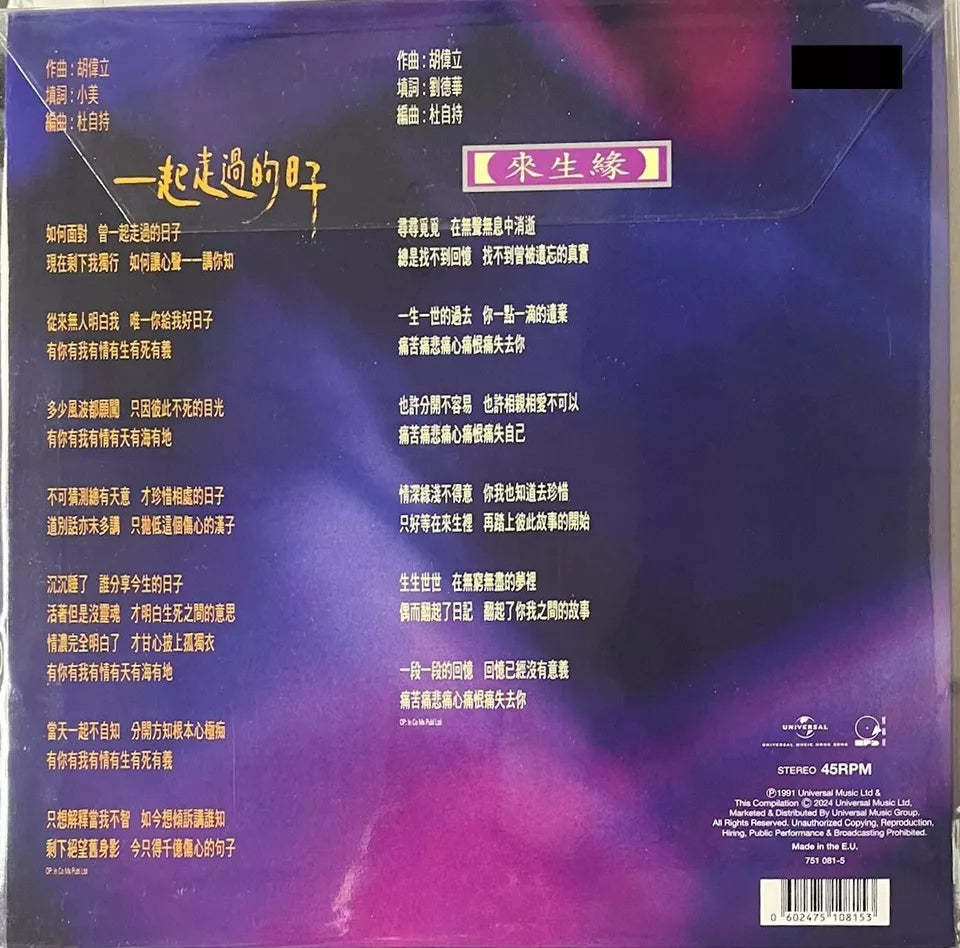 作曲：胡偉立
填詞：小美
編曲：杜自持
一起走過的日子
如何面對　曾一起走過的日子
現在剩下我獨行　如何讓心聲一一講你知
從來無人明白我　唯一你給我好日子
有你有我有情有生有死有義
多少風波都願闖　只因彼此不死的目光
有你有我有情有天有海有地
不可猜測總有天意　才珍惜相處的日子
道別話亦未多講　只拋低這個傷心的漢子
沉沉睡了　誰分享今生的日子
活著但是沒靈魂　才明白生死之間的意思
情濃完全明白了　才甘心披上孤獨衣
有你有我有情有天有海有地
當天一起不自知　分開方知根本心極痴
有你有我有情有生有死有義
只想解釋當我不智　如今想傾訴講誰知
剩下絕望舊身影　今只得千億傷心的句子
OP: In Co Ms Publ Ltd
作曲：胡偉立
填詞：劉德華
編曲：杜自持
【來生緣】
尋尋覓覓　在無聲無息中消逝
總是找不到回憶　找不到曾被遺忘的真實
一生一世的過去　你一點一滴的遺棄
痛苦痛悲痛心痛恨痛失去你
也許分開不容易　也許相親相愛不可以
痛苦痛悲痛心痛恨痛失自己
情深緣淺不得意　你我也知道去珍惜
只好等在來生裡　再踏上彼此故事的開始
生生世世　在無窮無盡的夢裡
偶而翻起了日記　翻起了你我之間的故事
一段一段的回憶　回憶已經沒有意義
痛苦痛悲痛心痛恨痛失去你
OP: In Co Ms Publ Ltd
UNIVERSAL
UNIVERSAL MUSIC HONG KONG
STEREO 45RPM
Ⓟ1991 Universal Music Ltd &
This Compilation Ⓒ 2024 Universal Music Ltd.
Marketed & Distributed By Universal Music Group.
All Rights Reserved. Unauthorized Copying, Reproduction,
Hiring, Public Performance & Broadcasting Prohibited.
Made in the E.U.
751 081-5
0 602475 108153